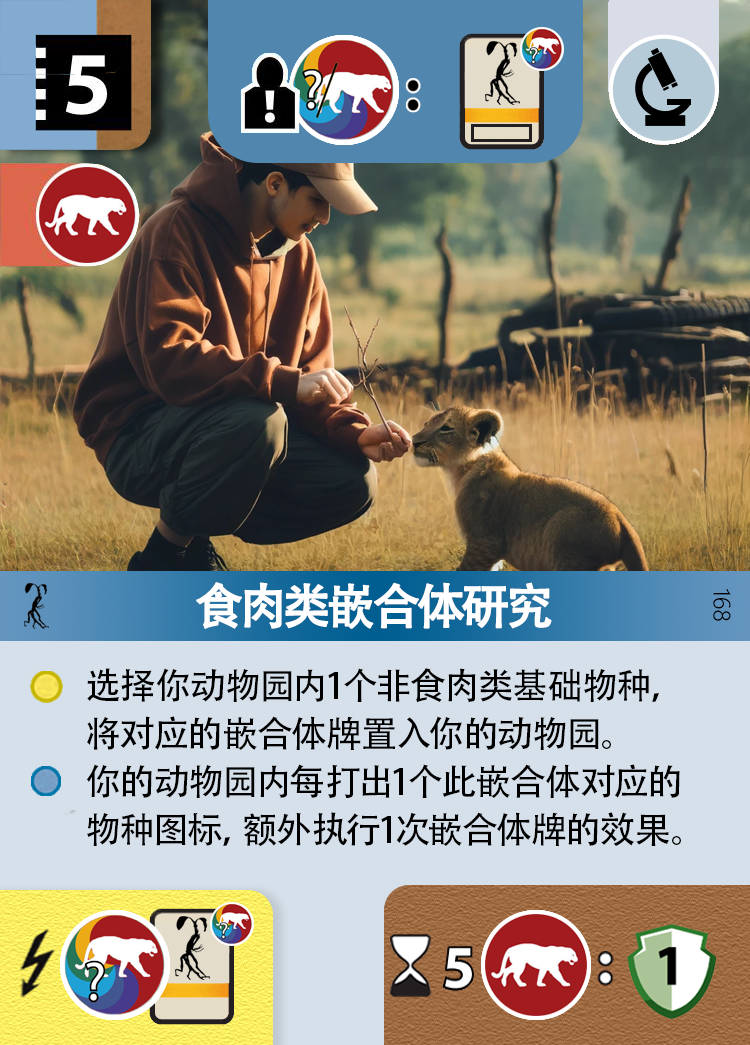 5
!
?/
:
?
食肉类嵌合体研究
168
选择你动物园内1个非食肉类基础物种,
将对应的嵌合体牌置入你的动物园。
你的动物园内每打出1个此嵌合体对应的
物种图标, 额外执行1次嵌合体牌的效果。
?
?
5
:
1